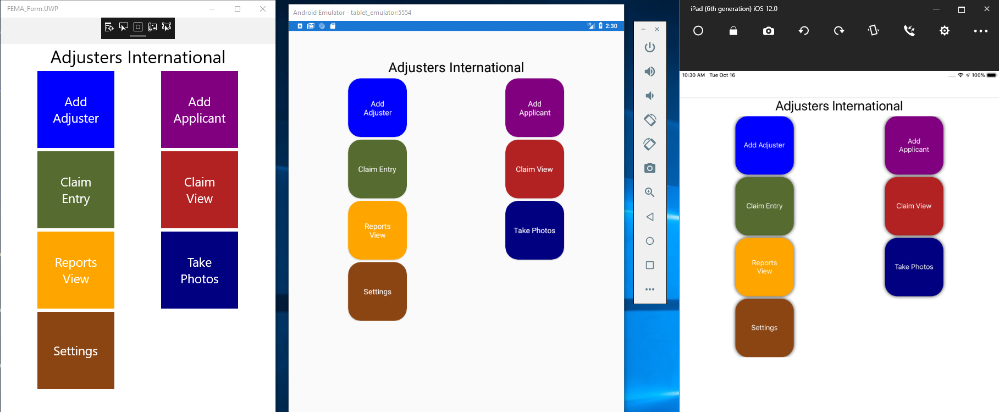 FEMA_Form.UWP
Adjusters International
Add
Adjuster
Add
Applicant
Claim
Entry
Claim
View
Reports
View
Take
Photos
Settings
Android Emulator - tablet_emulator:5554
A
LTE
2:30
Adjusters International
Add
Adjuster
Add
Applicant
Claim Entry
Claim View
Reports
View
Take Photos
Settings
iPad (6th generation) iOS 12.0
10:30 AM Tue Oct 16
100%
Adjusters International
Add Adjuster
Add
Applicant
Claim Entry
Claim View
Reports
View
Take Photos
Settings